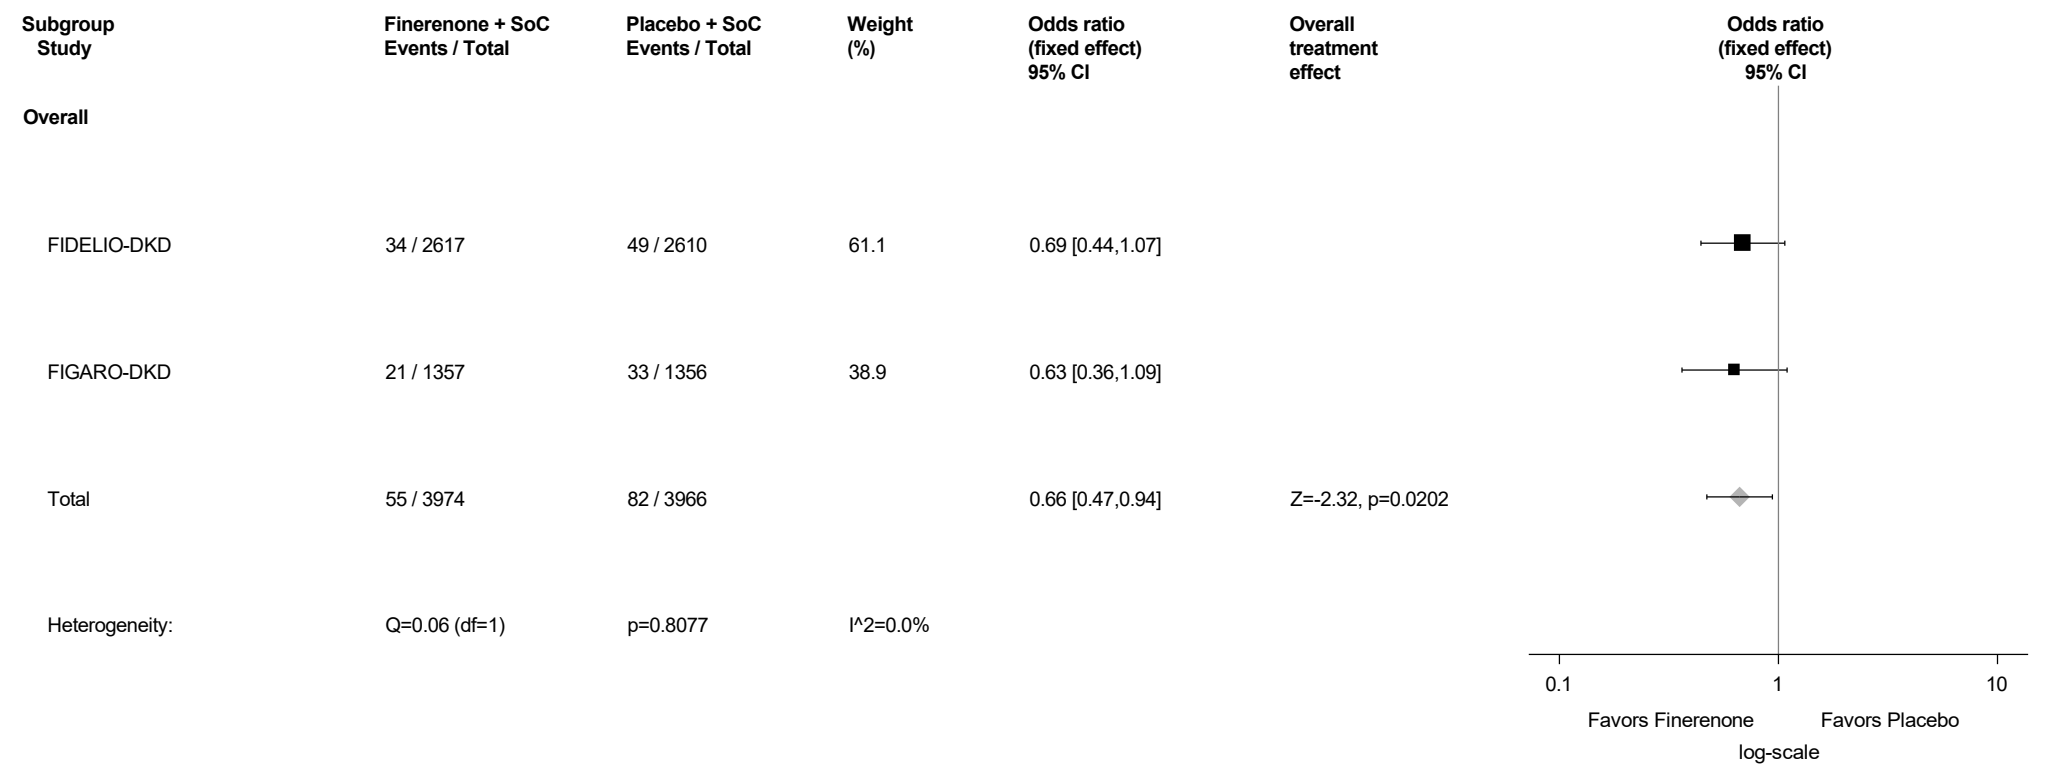 Subgroup Finerenone + SoC Placebo + SoC Weight Odds ratio Overall Odds ratio
Study Events / Total Events / Total (%) (fixed effect) treatment (fixed effect)
95% CI effect 95% CI
Overall
FIDELIO-DKD 34 / 2617 49 / 2610 61.1 0.69 [0.44,1.07]
FIGARO-DKD 21 / 1357 33 / 1356 38.9 0.63 [0.36,1.09]
Total 55 / 3974 82 / 3966 0.66 [0.47,0.94] Z=-2.32, p=0.0202
Heterogeneity: Q=0.06 (df=1) p=0.8077 I^2=0.0%
0.1 1 10
Favors Finerenone Favors Placebo
log-scale